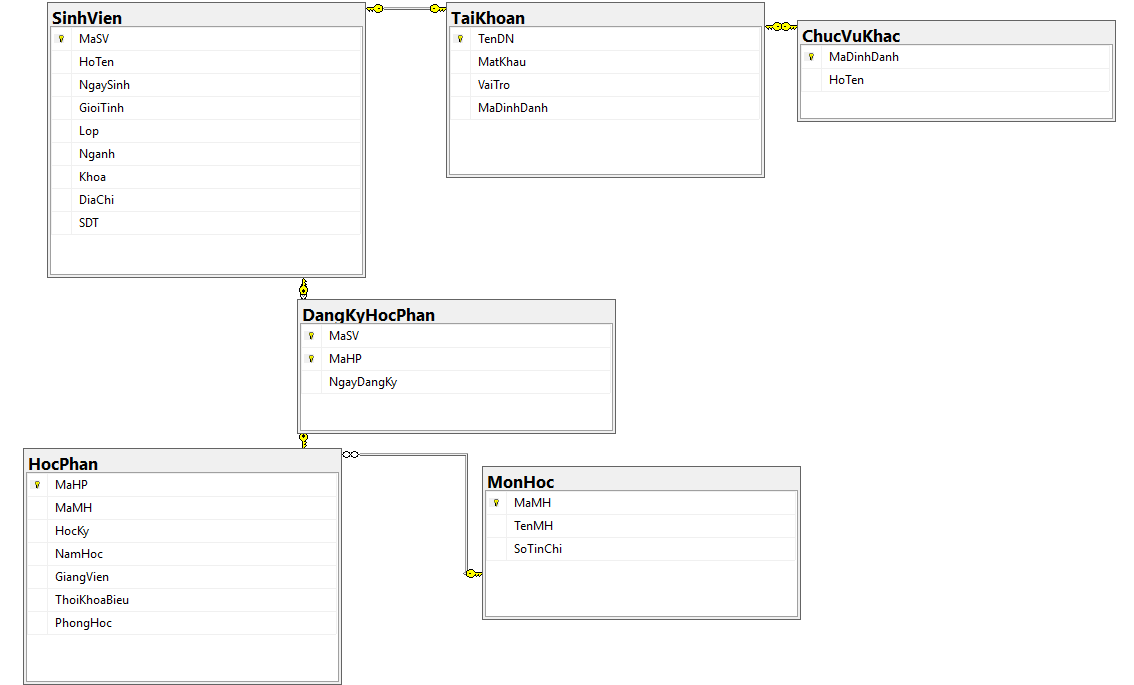 SinhVien
MaSV
HoTen
NgaySinh
GioiTinh
Lop
Nganh
Khoa
DiaChi
SDT
TaiKhoan
TenDN
MatKhau
VaiTro
MaDinhDanh
ChucVuKhac
MaDinhDanh
HoTen
DangKyHocPhan
MaSV
MaHP
NgayDangKy
HocPhan
MaHP
MaMH
HocKy
NamHoc
GiangVien
ThoiKhoaBieu
PhongHoc
MonHoc
MaMH
TenMH
SoTinChi